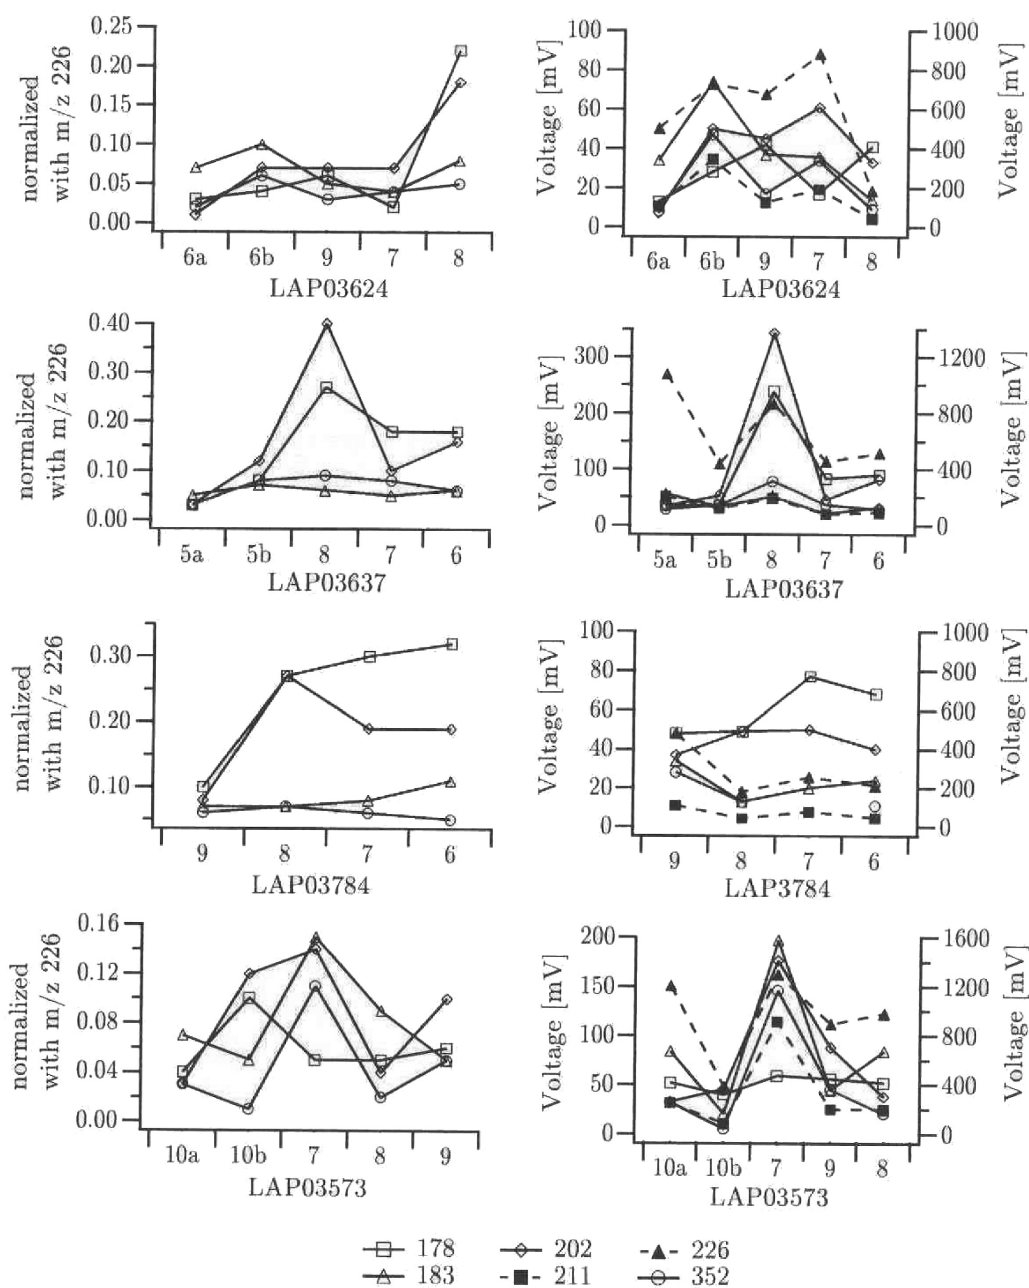 normalized
with m/z 226
0.25
0.20
0.15
0.10
0.05
0.00
6a 6b 9 7 8
LAP03624
Voltage [mV]
100
80
60
40
20
0
1000
800
600
400
200
0
Voltage [mV]
6a 6b 9 7 8
LAP03624
normalized
with m/z 226
0.40
0.30
0.20
0.10
0.00
5a 5b 8 7 6
LAP03637
Voltage [mV]
300
200
100
0
1200
800
400
0
Voltage [mV]
5a 5b 8 7 6
LAP03637
normalized
with m/z 226
0.30
0.20
0.10
9 8 7 6
LAP03784
Voltage [mV]
100
80
60
40
20
0
1000
800
600
400
200
0
Voltage [mV]
9 8 7 6
LAP3784
normalized
with m/z 226
0.16
0.12
0.08
0.04
0.00
10a 10b 7 8 9
LAP03573
Voltage [mV]
200
150
100
50
0
1600
1200
800
400
0
Voltage [mV]
10a 10b 7 9 8
LAP03573
178 202 226
183 211 352